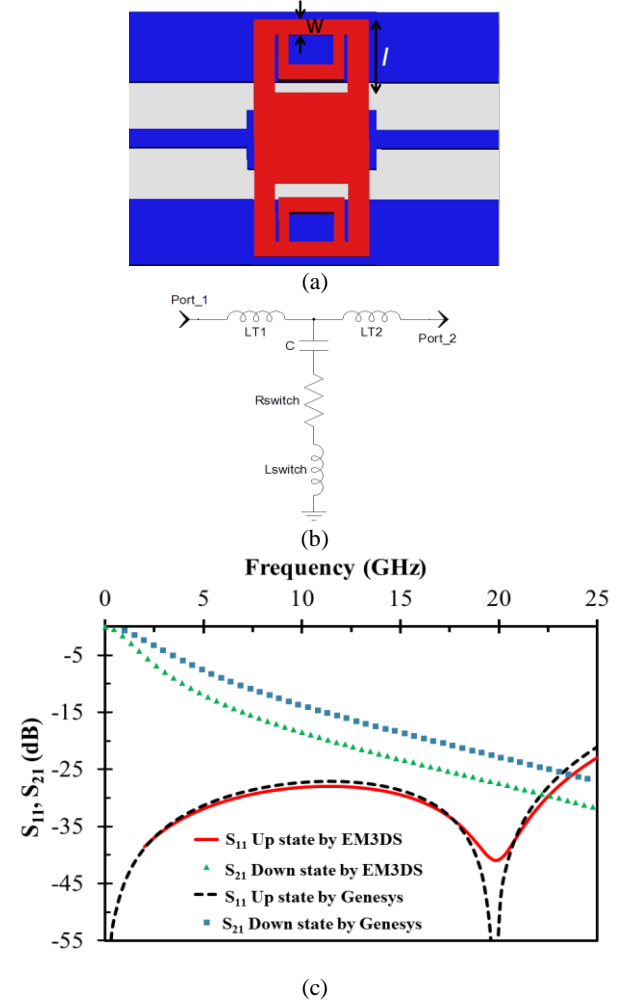 W
l
(a)
Port_1
LT1
LT2
Port_2
C
Rswitch
Lswitch
(b)
Frequency (GHz)
0 5 10 15 20 25
-5
-15
-25
-35
-45
-55
S11, S21 (dB)
S11 Up state by EM3DS
S21 Down state by EM3DS
S11 Up state by Genesys
S21 Down state by Genesys
(c)